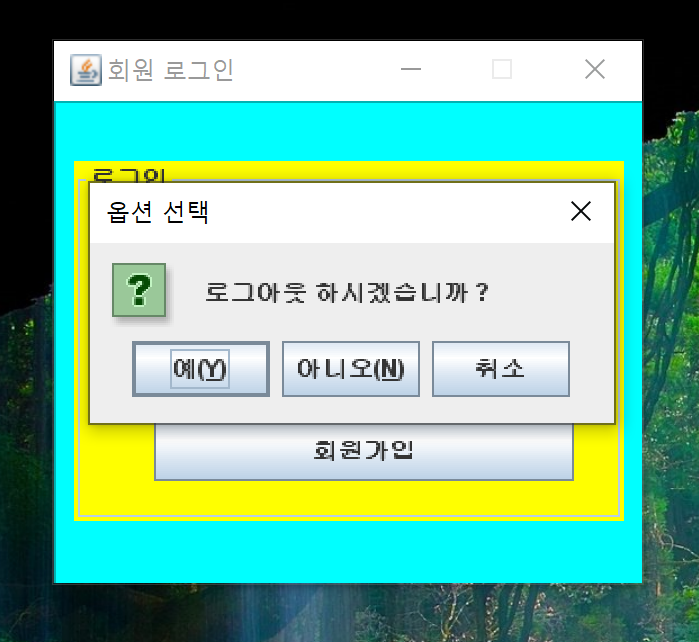 회원 로그인
로그인
옵션 선택
?
로그아웃 하시겠습니까 ?
예(Y) 아니오(N) 취소
회원가입